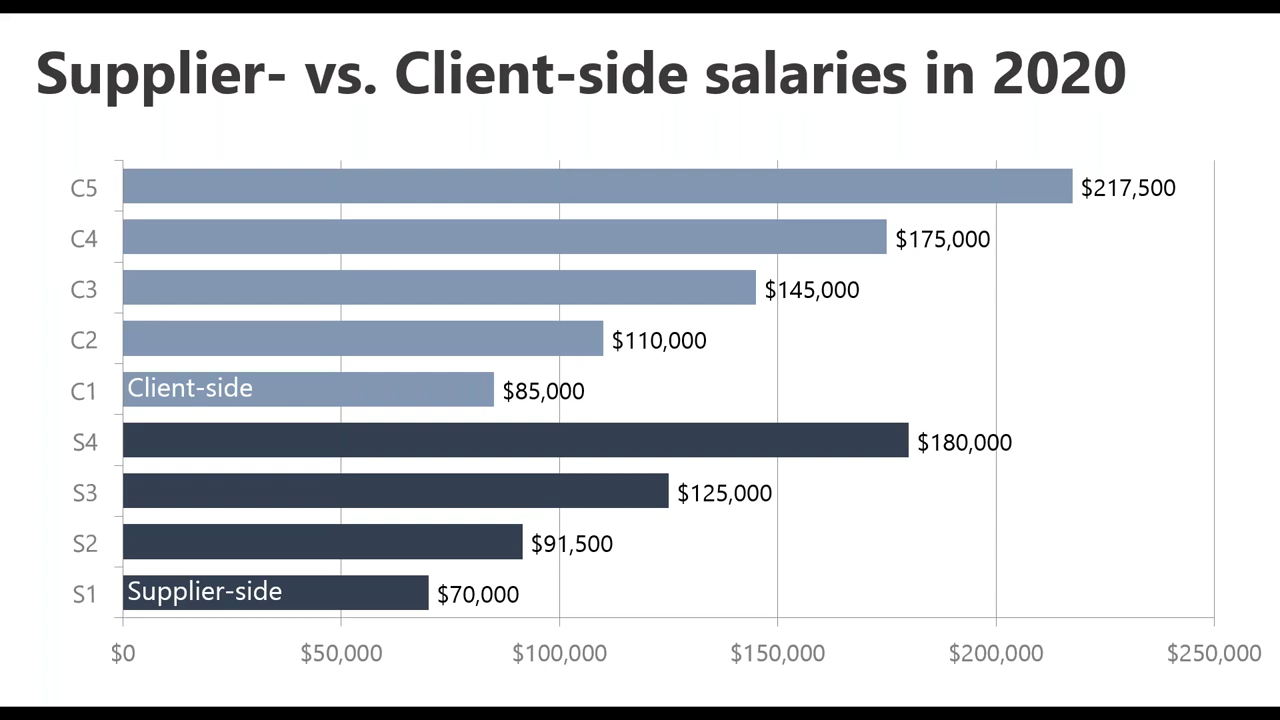 Supplier- vs. Client-side salaries in 2020
C5 $217,500
C4 $175,000
C3 $145,000
C2 $110,000
C1 Client-side $85,000
S4 $180,000
S3 $125,000
S2 $91,500
S1 Supplier-side $70,000
$0 $50,000 $100,000 $150,000 $200,000 $250,000